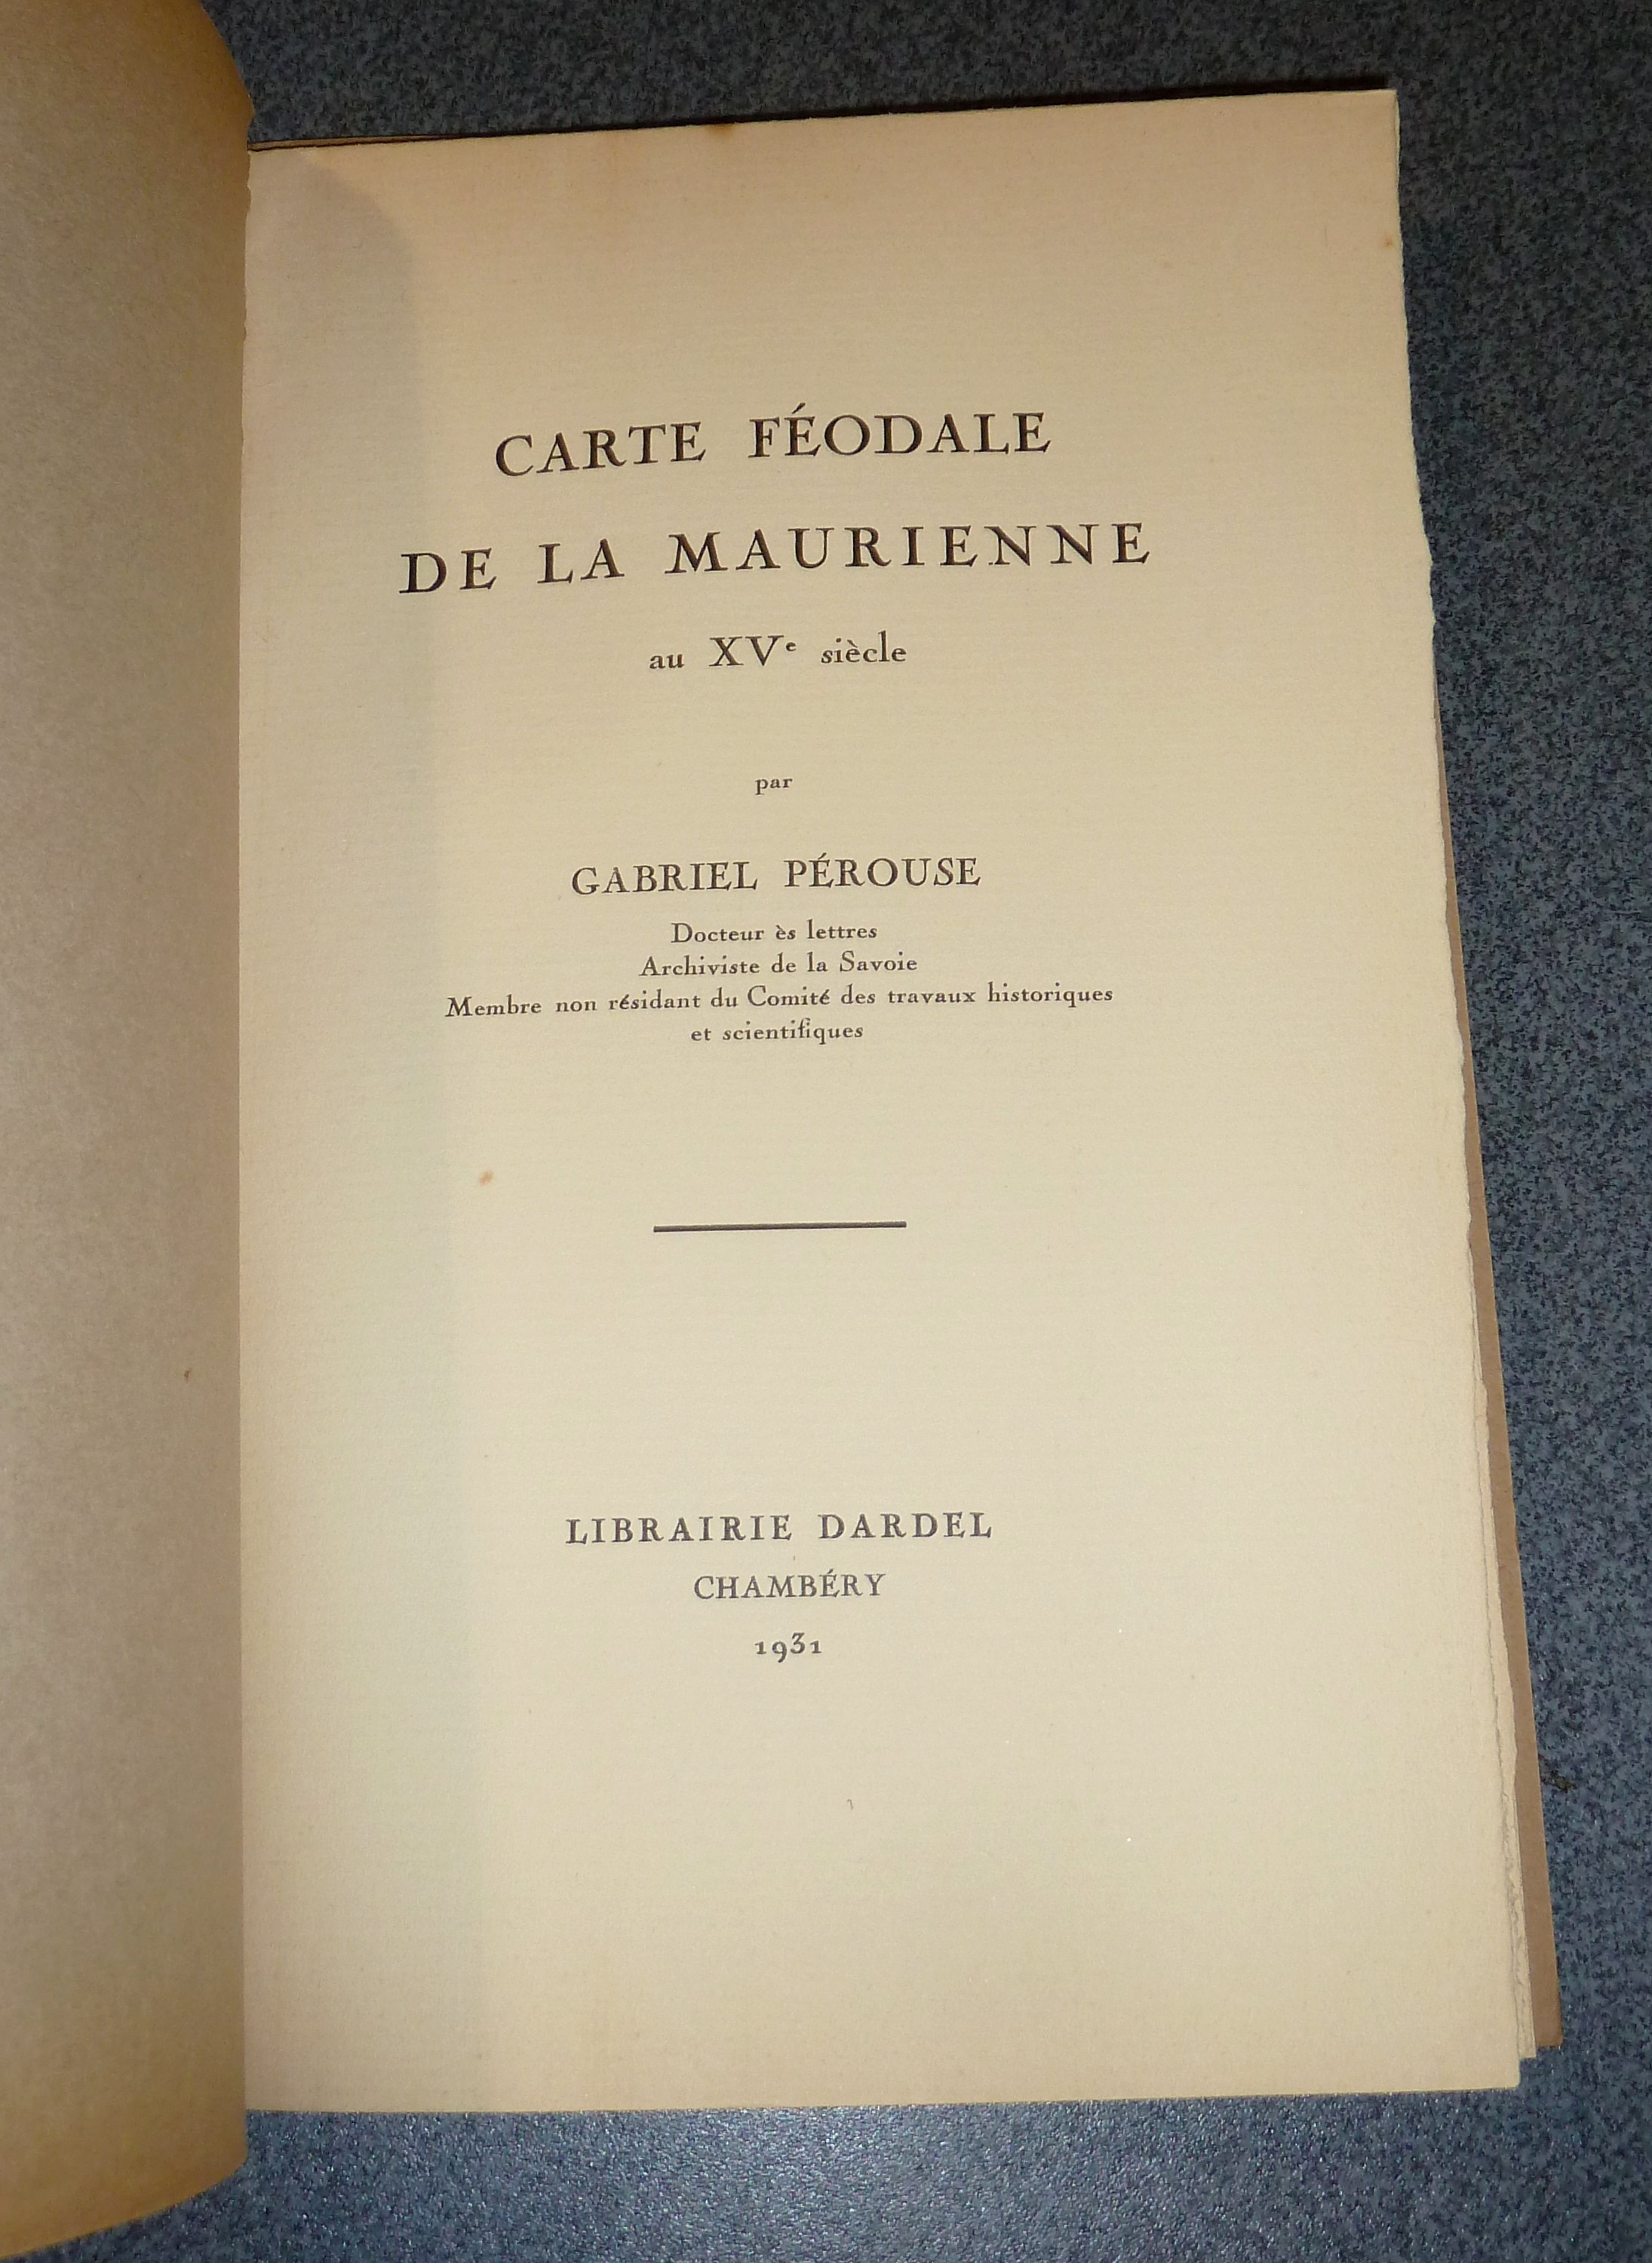 CARTE FÉODALE
DE LA MAURIENNE
au XVe siècle
par
GABRIEL PÉROUSE
Docteur ès lettres
Archiviste de la Savoie
Membre non résidant du Comité des travaux historiques
et scientifiques
LIBRAIRIE DARDEL
CHAMBÉRY
1931